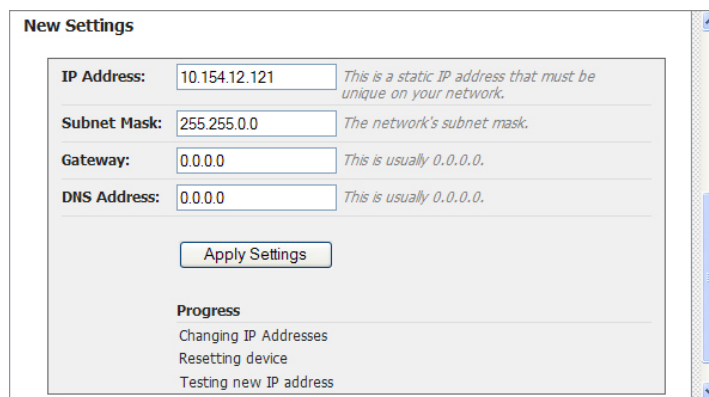 New Settings
IP Address: 10.154.12.121 This is a static IP address that must be
unique on your network.
Subnet Mask: 255.255.0.0 The network's subnet mask.
Gateway: 0.0.0.0 This is usually 0.0.0.0.
DNS Address: 0.0.0.0 This is usually 0.0.0.0.
Apply Settings
Progress
Changing IP Addresses
Resetting device
Testing new IP address